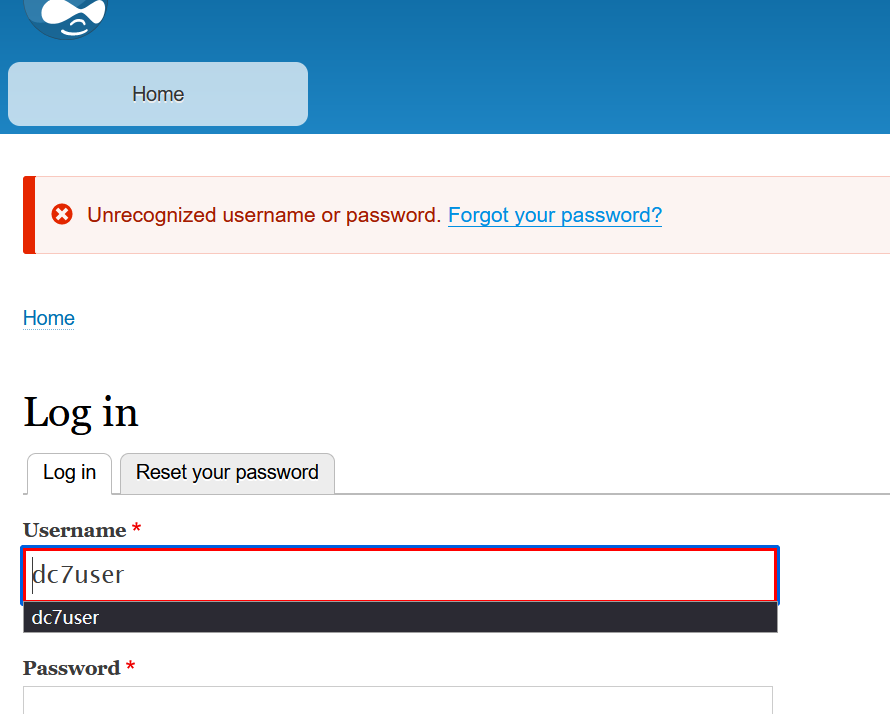 Home
Unrecognized username or password. Forgot your password?
Home
Log in
Log in Reset your password
Username *
dc7user
dc7user
Password *